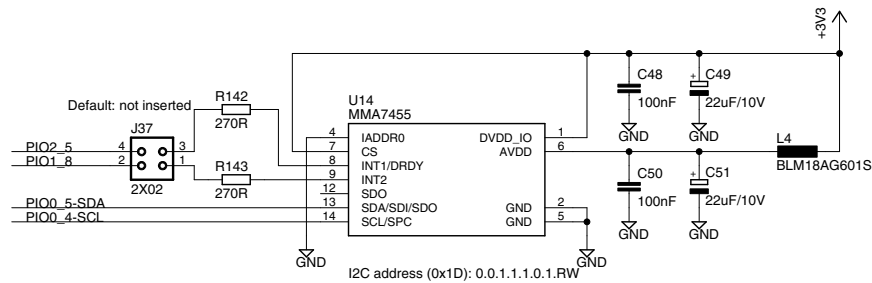 +3V3
C48
C49
R142
U14
100nF
22uF/10V
Default: not inserted
MMA7455
270R
J37
GND
GND
4
IADDR0
DVDD_IO
1
PIO2_5
4
3
7
CS
AVDD
6
L4
PIO1_8
2
1
R143
8
INT1/DRDY
BLM18AG601S
9
INT2
C50
C51
2X02
270R
12
SDO
100nF
22uF/10V
PIO0_5-SDA
13
SDA/SDI/SDO
GND
2
PIO0_4-SCL
14
SCL/SPC
GND
5
GND
GND
GND
GND
I2C address (0x1D): 0.0.1.1.1.0.1.RW
+
+